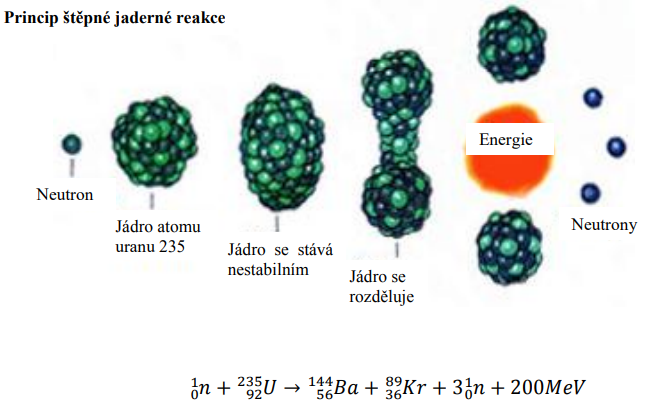 Princip štěpné jaderné reakce
Neutron
Jádro atomu
uranu 235
Jádro se stává
nestabilním
Jádro se
rozděluje
Energie
Neutrony
¹₀n + ²³⁵₉₂U → ¹⁴⁴₅₆Ba + ⁸⁹₃₆Kr + 3¹₀n + 200MeV